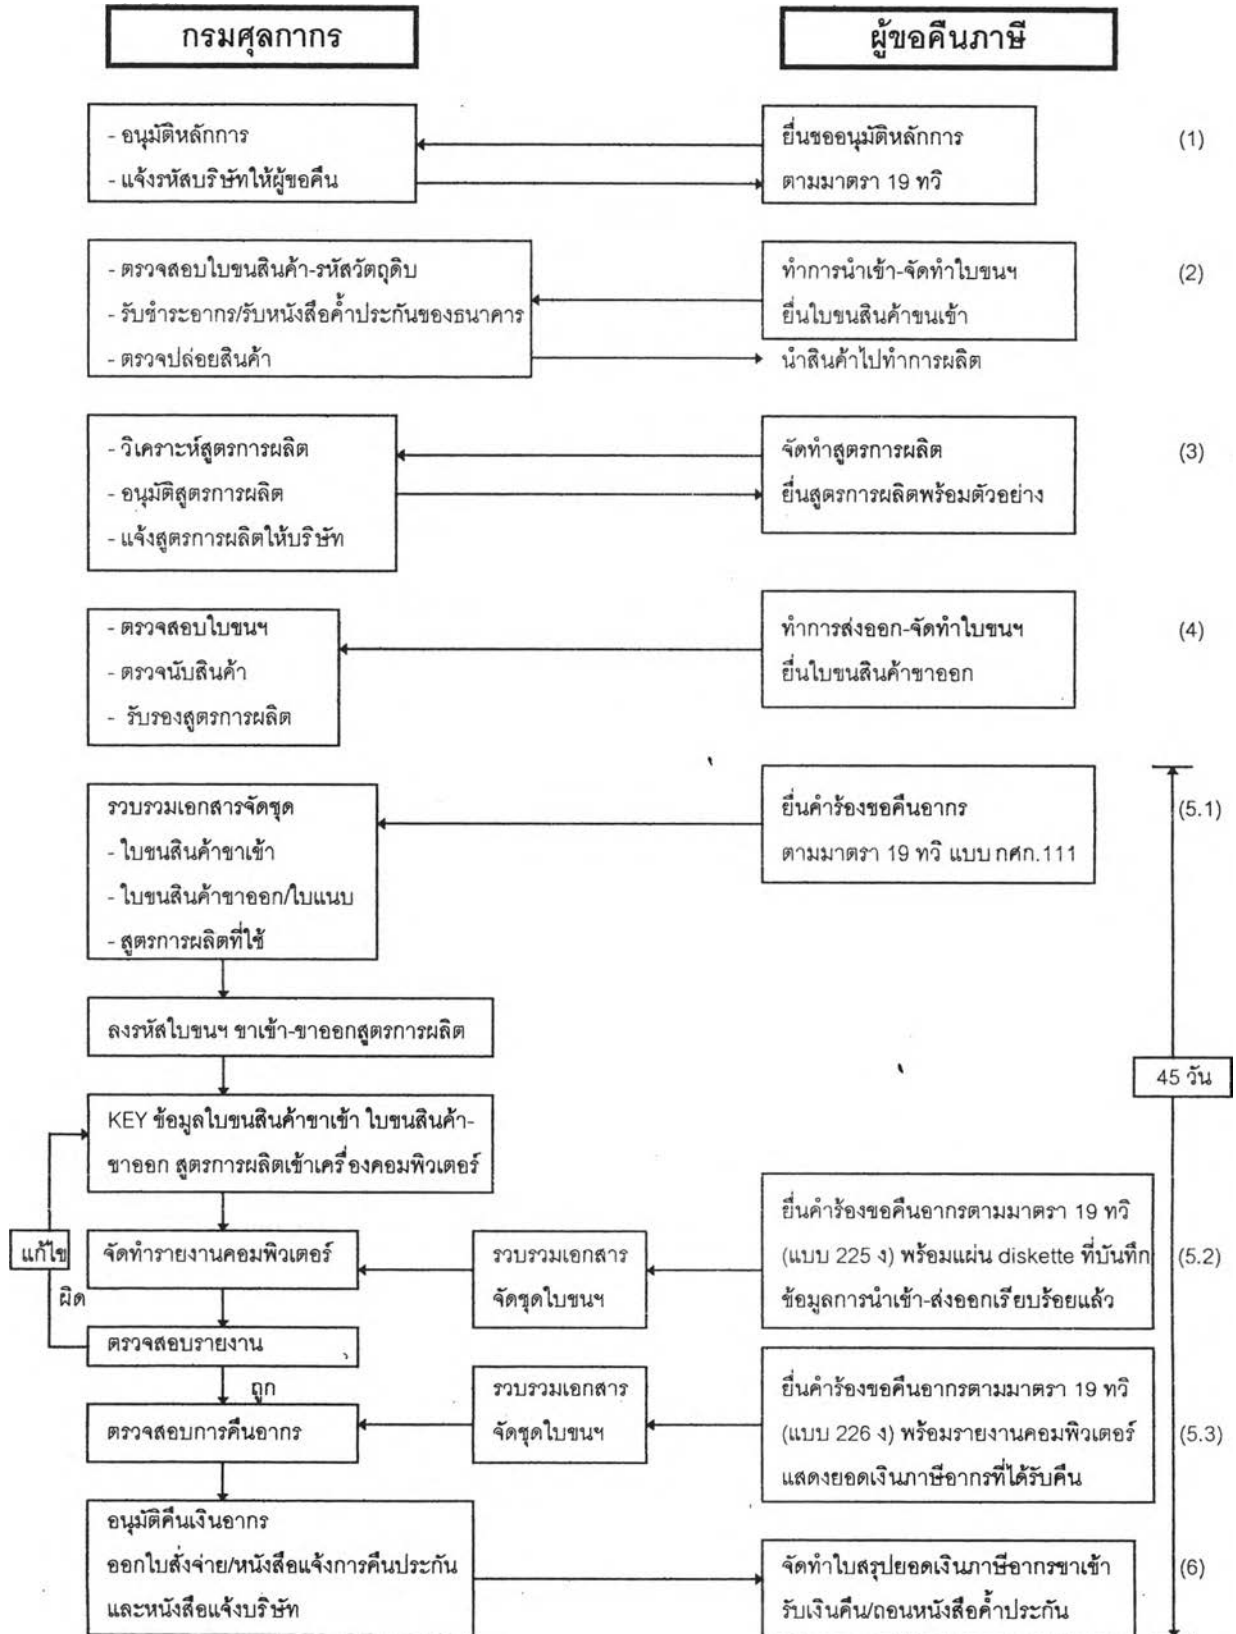 กรมศุลกากร
ผู้ขอคืนภาษี
- อนุมัติหลักการ
- แจ้งรหัสบริษัทให้ผู้ขอคืน
ยื่นขออนุมัติหลักการ
ตามมาตรา 19 ทวิ
(1)
- ตรวจสอบใบขนสินค้า-รหัสวัตถุดิบ
- รับชำระอากร/รับหนังสือค้ำประกันของธนาคาร
- ตรวจปล่อยสินค้า
ทำการนำเข้า-จัดทำใบขนฯ
ยื่นใบขนสินค้าขนเข้า
นำสินค้าไปทำการผลิต
(2)
- วิเคราะห์สูตรการผลิต
- อนุมัติสูตรการผลิต
- แจ้งสูตรการผลิตให้บริษัท
จัดทำสูตรการผลิต
ยื่นสูตรการผลิตพร้อมตัวอย่าง
(3)
- ตรวจสอบใบขนฯ
- ตรวจนับสินค้า
- รับรองสูตรการผลิต
ทำการส่งออก-จัดทำใบขนฯ
ยื่นใบขนสินค้าขาออก
(4)
รวบรวมเอกสารจัดชุด
- ใบขนสินค้าขาเข้า
- ใบขนสินค้าขาออก/ใบแนบ
- สูตรการผลิตที่ใช้
ยื่นคำร้องขอคืนอากร
ตามมาตรา 19 ทวิ แบบ กศก.111
(5.1)
ลงรหัสใบขนฯ ขาเข้า-ขาออกสูตรการผลิต
45 วัน
KEY ข้อมูลใบขนสินค้าขาเข้า ใบขนสินค้า-
ขาออก สูตรการผลิตเข้าเครื่องคอมพิวเตอร์
แก้ไข
ผิด
จัดทำรายงานคอมพิวเตอร์
รวบรวมเอกสาร
จัดชุดใบขนฯ
ยื่นคำร้องขอคืนอากรตามมาตรา 19 ทวิ
(แบบ 225 ง) พร้อมแผ่น diskette ที่บันทึก
ข้อมูลการนำเข้า-ส่งออกเรียบร้อยแล้ว
(5.2)
ตรวจสอบรายงาน
ถูก
ตรวจสอบการคืนอากร
รวบรวมเอกสาร
จัดชุดใบขนฯ
ยื่นคำร้องขอคืนอากรตามมาตรา 19 ทวิ
(แบบ 226 ง) พร้อมรายงานคอมพิวเตอร์
แสดงยอดเงินภาษีอากรที่ได้รับคืน
(5.3)
อนุมัติคืนเงินอากร
ออกใบสั่งจ่าย/หนังสือแจ้งการคืนประกัน
และหนังสือแจ้งบริษัท
จัดทำใบสรุปยอดเงินภาษีอากรขาเข้า
รับเงินคืน/ถอนหนังสือค้ำประกัน
(6)